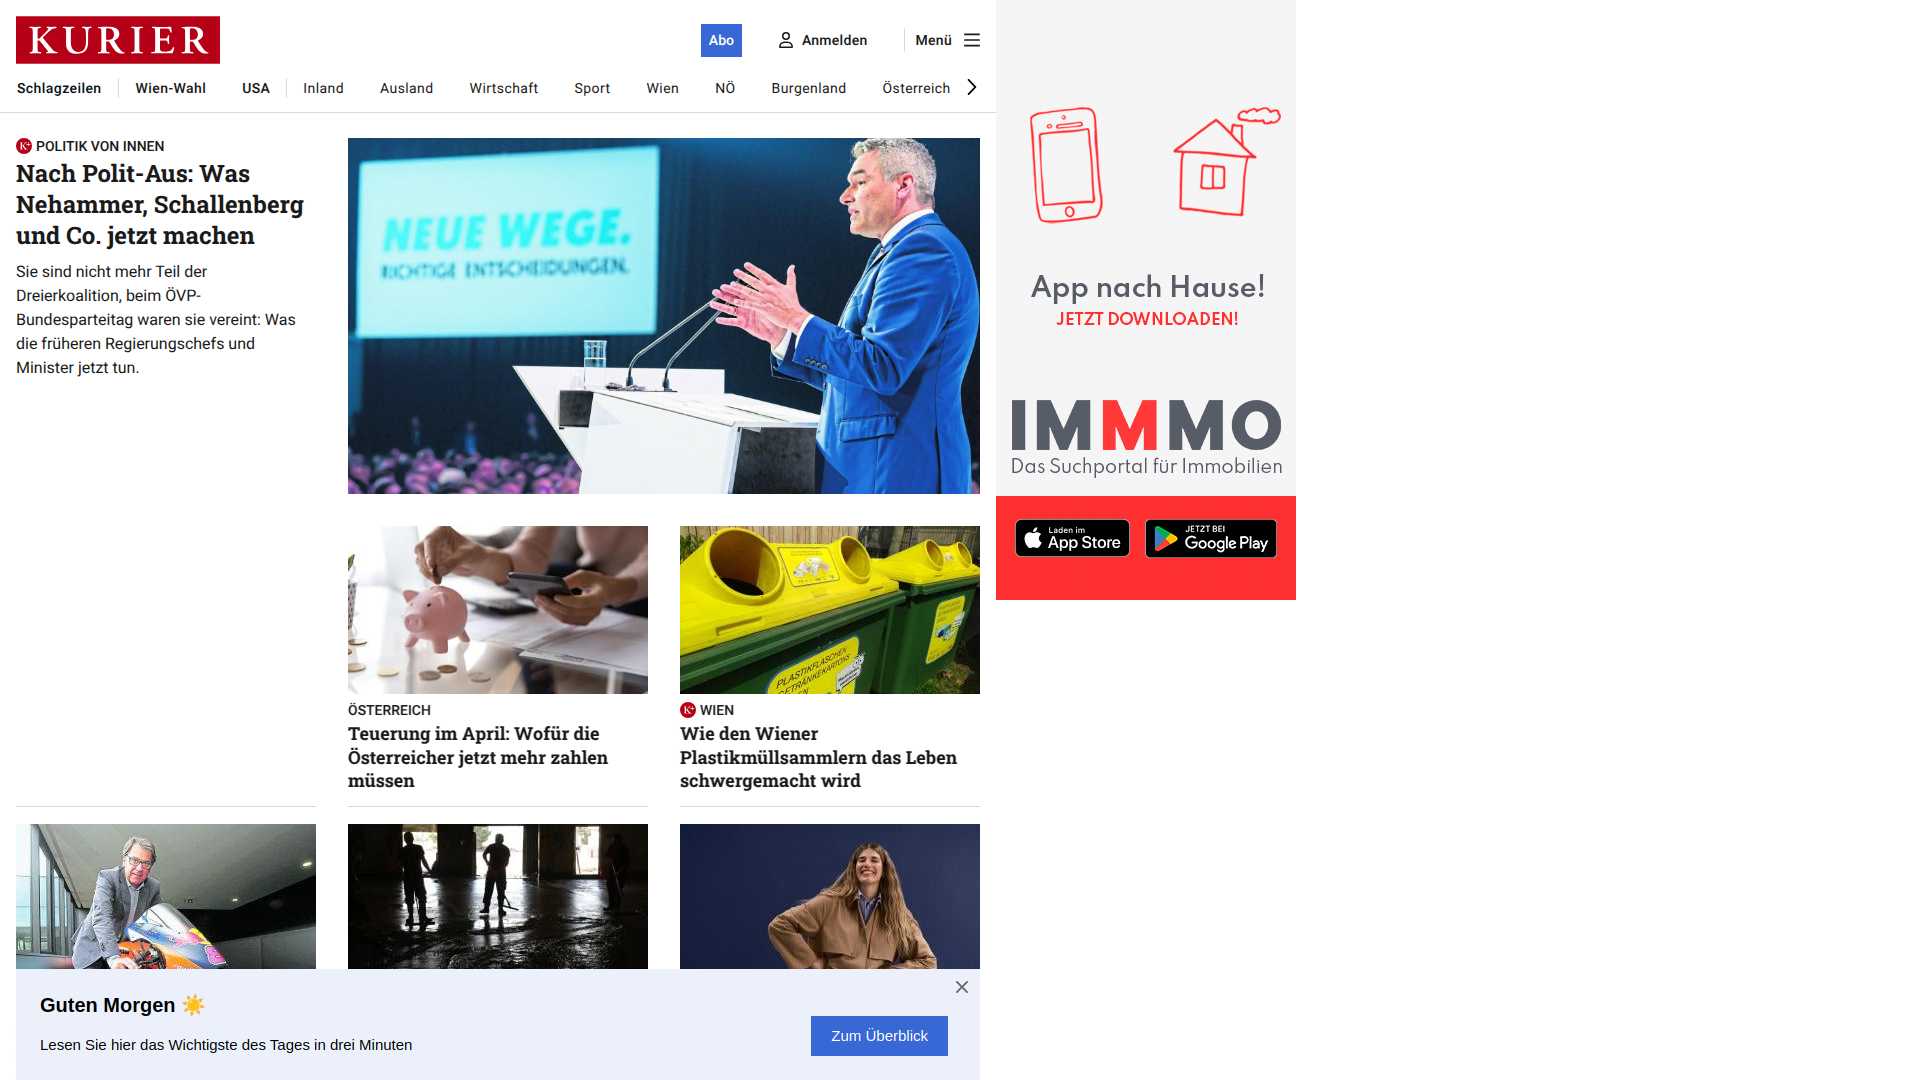 KURIER
Abo
Anmelden
Menü
Schlagzeilen
Wien-Wahl
USA
Inland
Ausland
Wirtschaft
Sport
Wien
NÖ
Burgenland
Österreich
POLITIK VON INNEN
Nach Polit-Aus: Was
Nehammer, Schallenberg
und Co. jetzt machen
Sie sind nicht mehr Teil der
Dreierkoalition, beim ÖVP-
Bundesparteitag waren sie vereint: Was
die früheren Regierungschefs und
Minister jetzt tun.
NEUE WEGE.
RICHTIGE ENTSCHEIDUNGEN.
ÖSTERREICH
Teuerung im April: Wofür die
Österreicher jetzt mehr zahlen
müssen
PLASTIKFLASCHEN
GETRÄNKEKARTONS
K+ WIEN
Wie den Wiener
Plastikmüllsammlern das Leben
schwergemacht wird
Guten Morgen ☀️
Lesen Sie hier das Wichtigste des Tages in drei Minuten
Zum Überblick
App nach Hause!
JETZT DOWNLOADEN!
IMMMO
Das Suchportal für Immobilien
Laden im
App Store
JETZT BEI
Google Play